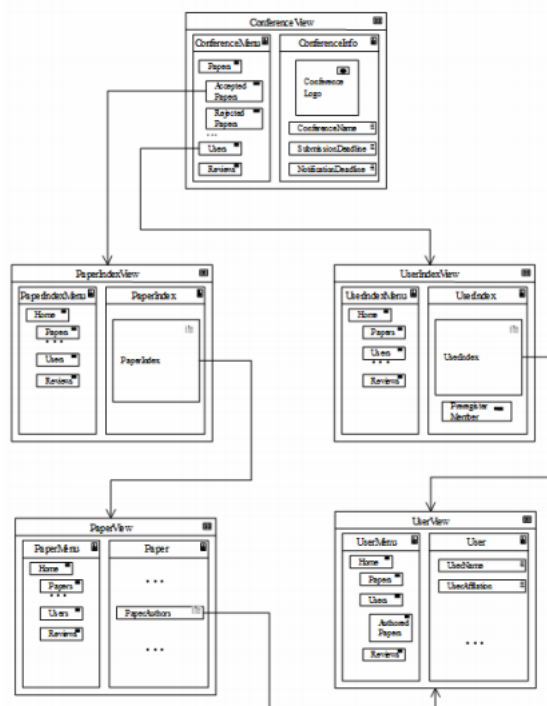 ConferenceView
ConferenceMenu
Papers
Accepted
Papers
Rejected
Papers
...
Users
Reviews
ConferenceInfo
Conference
Logo
ConferenceName
SubmissionDeadline
NotificationDeadline
PaperIndexView
PaperIndexMenu
Home
Papers
...
Users
Reviews
PaperIndex
PaperIndex
UserIndexView
UserIndexMenu
Home
Papers
Users
...
Reviews
UserIndex
UserIndex
Preregister
Member
PaperView
PaperMenu
Home
Papers
...
Users
Reviews
Paper
...
PaperAuthors
...
UserView
UserMenu
Home
Papers
Users
Authored
Papers
Reviews
User
UserName
UserAffiliation
...